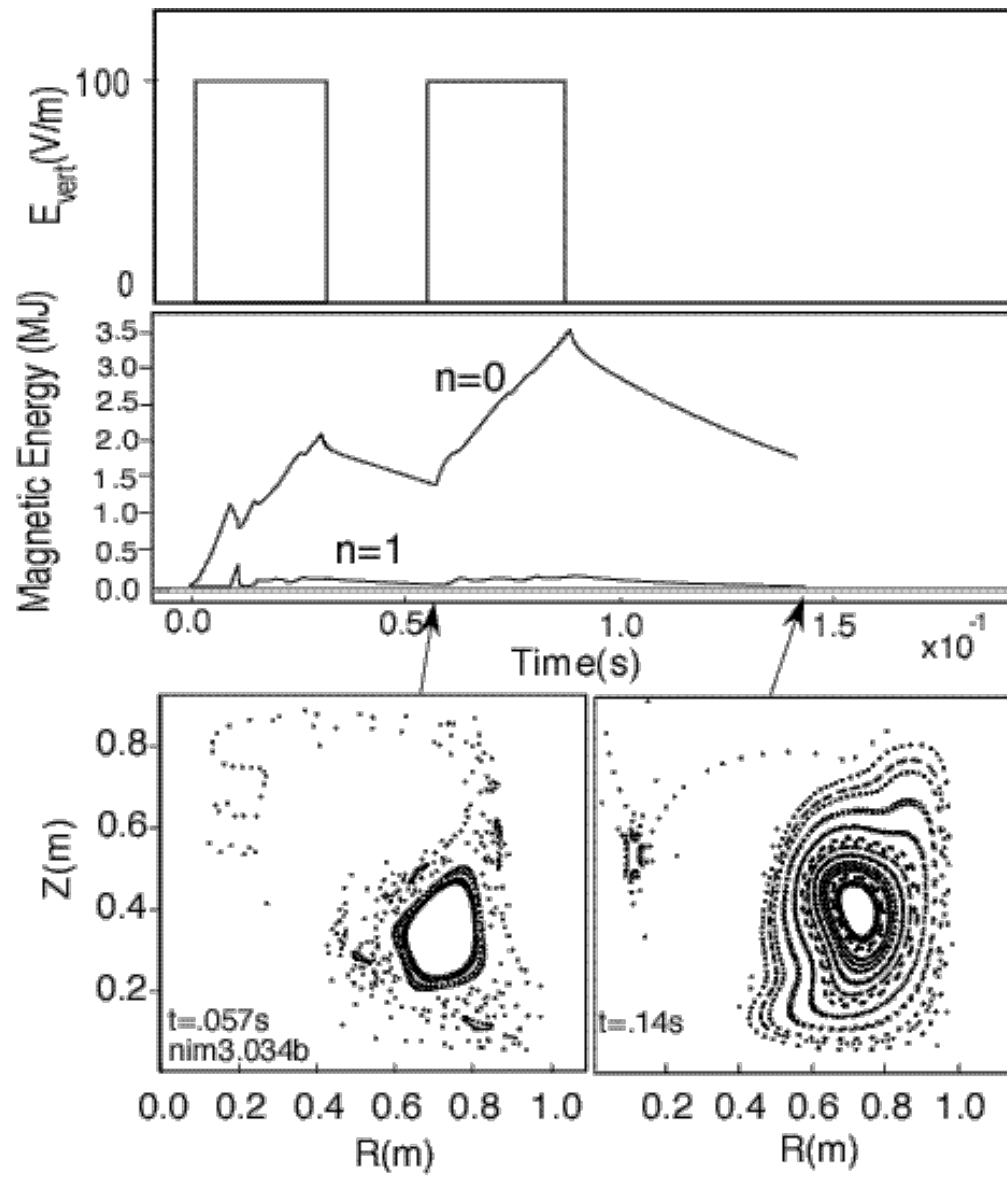 100
E_vert(V/m)
0
Magnetic Energy (MJ)
3.5
3.0
2.5
2.0
1.5
1.0
0.5
0.0
n=0
n=1
0.0 0.5 1.0 1.5
Time(s) x10^-1
Z(m)
0.8
0.6
0.4
0.2
t=.057s
nim3.034b
t=.14s
0.0 0.2 0.4 0.6 0.8 1.0
0.2 0.4 0.6 0.8 1.0
R(m) R(m)